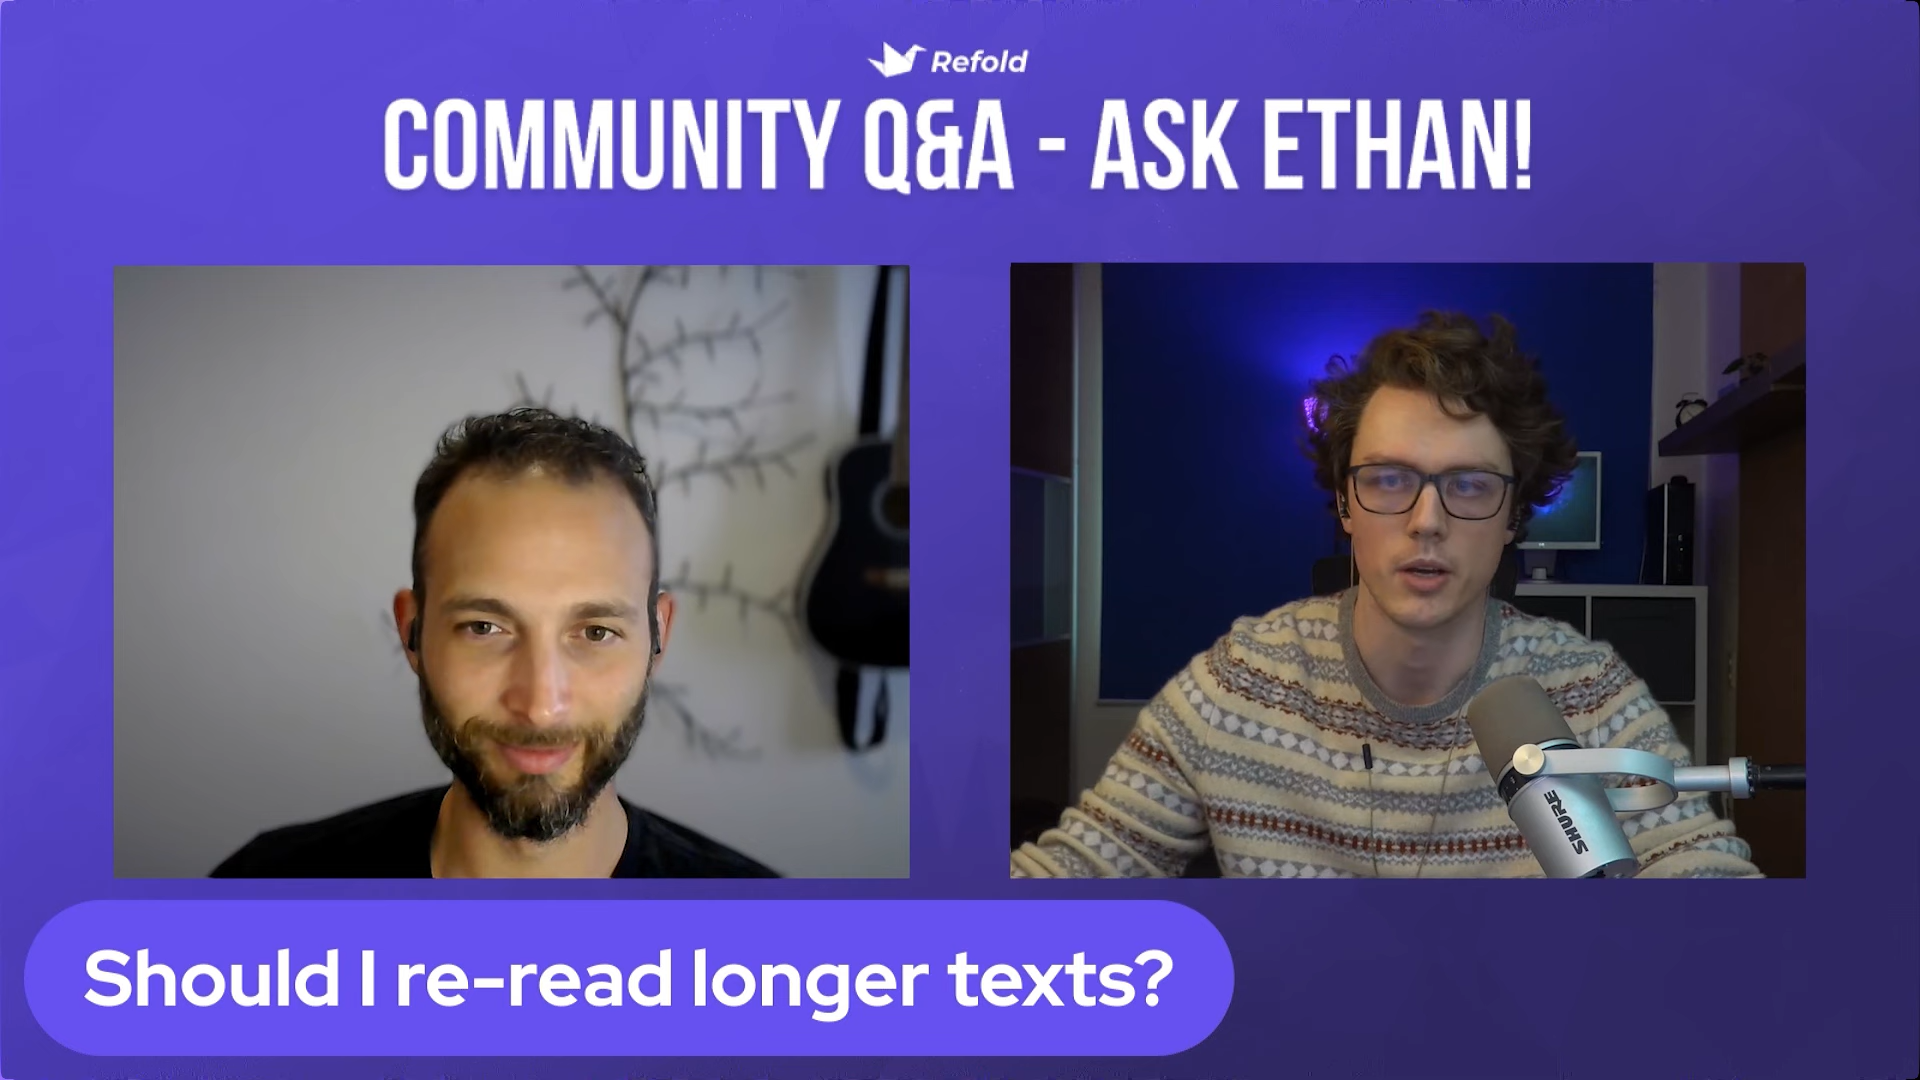 Refold
COMMUNITY Q&A - ASK ETHAN!
SHURE
Should I re-read longer texts?